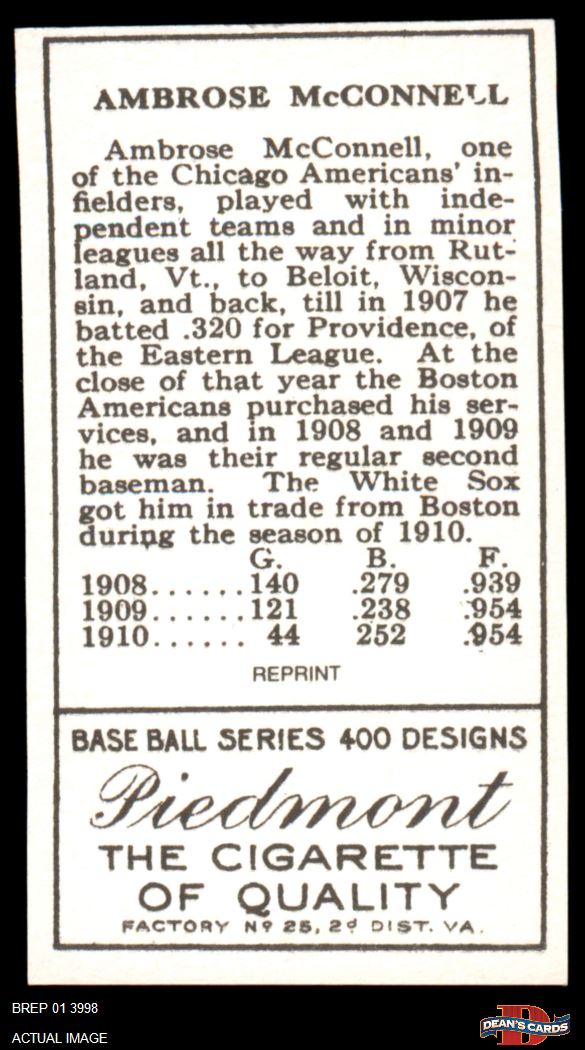 AMBROSE McCONNELL
Ambrose McConnell, one
of the Chicago Americans' in-
fielders, played with inde-
pendent teams and in minor
leagues all the way from Rut-
land, Vt., to Beloit, Wiscon-
sin, and back, till in 1907 he
batted .320 for Providence, of
the Eastern League. At the
close of that year the Boston
Americans purchased his ser-
vices, and in 1908 and 1909
he was their regular second
baseman. The White Sox
got him in trade from Boston
during the season of 1910.
G. B. F.
1908......140 .279 .939
1909......121 .238 .954
1910...... 44 252 .954
REPRINT
BASE BALL SERIES 400 DESIGNS
Piedmont
THE CIGARETTE
OF QUALITY
FACTORY Nº 25, 2d DIST. VA.
BREP 01 3998
ACTUAL IMAGE
D
DEAN'S CARDS